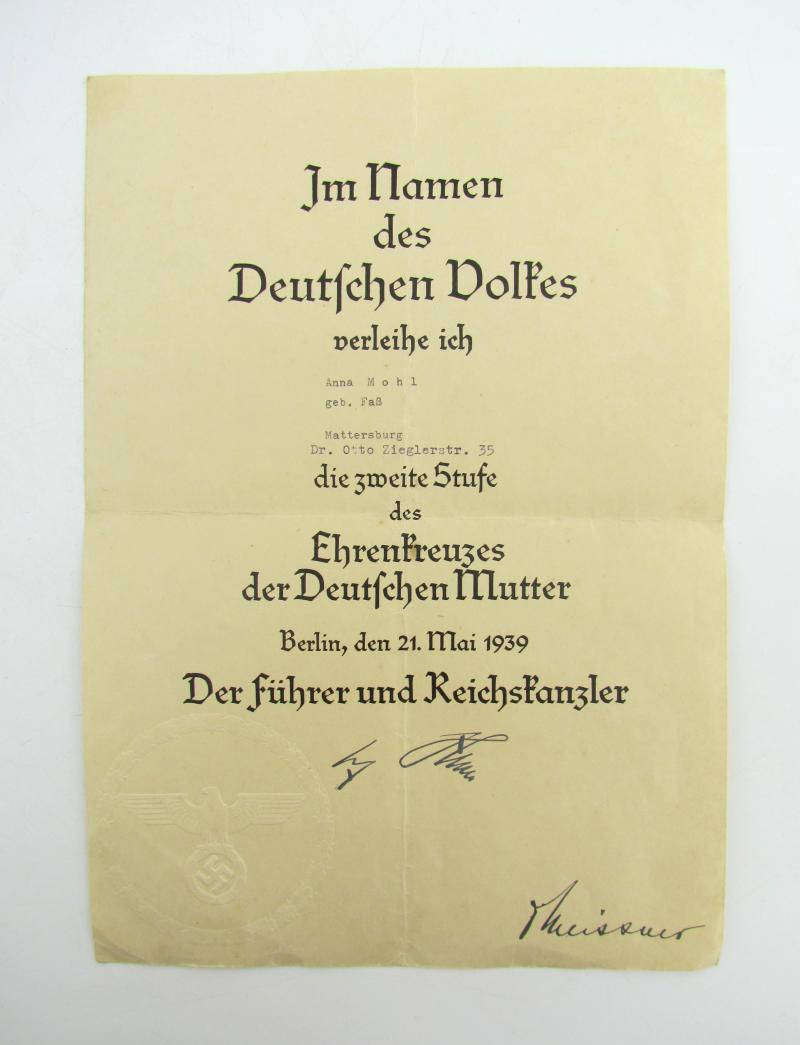 Im Namen
des
Deutschen Volkes
verleihe ich
Anna M o h l
geb. Faß
Mattersburg
Dr. Otto Zieglerstr. 35
die zweite Stufe
des
Ehrenkreuzes
der Deutschen Mutter
Berlin, den 21. Mai 1939
Der Führer und Reichskanzler
Meissner